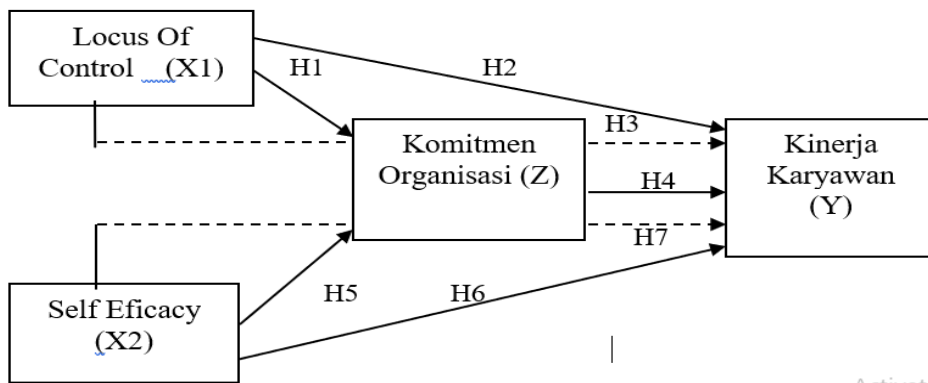 Locus Of
Control (X1)
H1
H2
H3
Komitmen
Organisasi (Z)
Kinerja
Karyawan
(Y)
H4
H7
Self Eficacy
(X2)
H5
H6